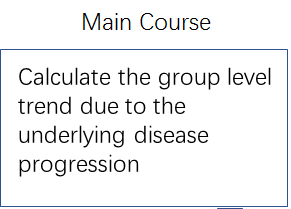 Main Course
Calculate the group level
trend due to the
underlying disease
progression